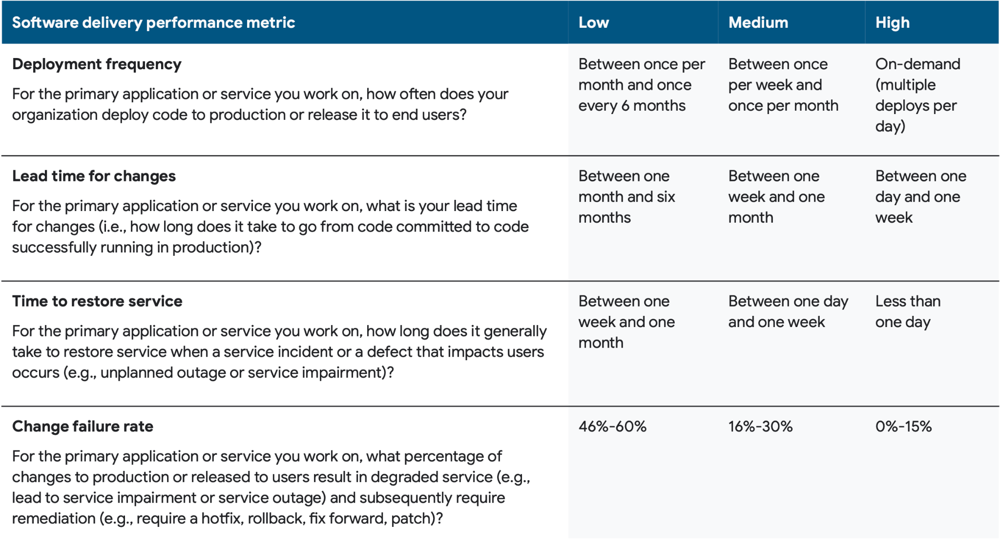 Software delivery performance metric
Low
Medium
High
Deployment frequency
For the primary application or service you work on, how often does your
organization deploy code to production or release it to end users?
Between once per
month and once
every 6 months
Between once
per week and
once per month
On-demand
(multiple
deploys per
day)
Lead time for changes
For the primary application or service you work on, what is your lead time
for changes (i.e., how long does it take to go from code committed to code
successfully running in production)?
Between one
month and six
months
Between one
week and one
month
Between one
day and one
week
Time to restore service
For the primary application or service you work on, how long does it generally
take to restore service when a service incident or a defect that impacts users
occurs (e.g., unplanned outage or service impairment)?
Between one
week and one
month
Between one day
and one week
Less than
one day
Change failure rate
For the primary application or service you work on, what percentage of
changes to production or released to users result in degraded service (e.g.,
lead to service impairment or service outage) and subsequently require
remediation (e.g., require a hotfix, rollback, fix forward, patch)?
46%-60%
16%-30%
0%-15%